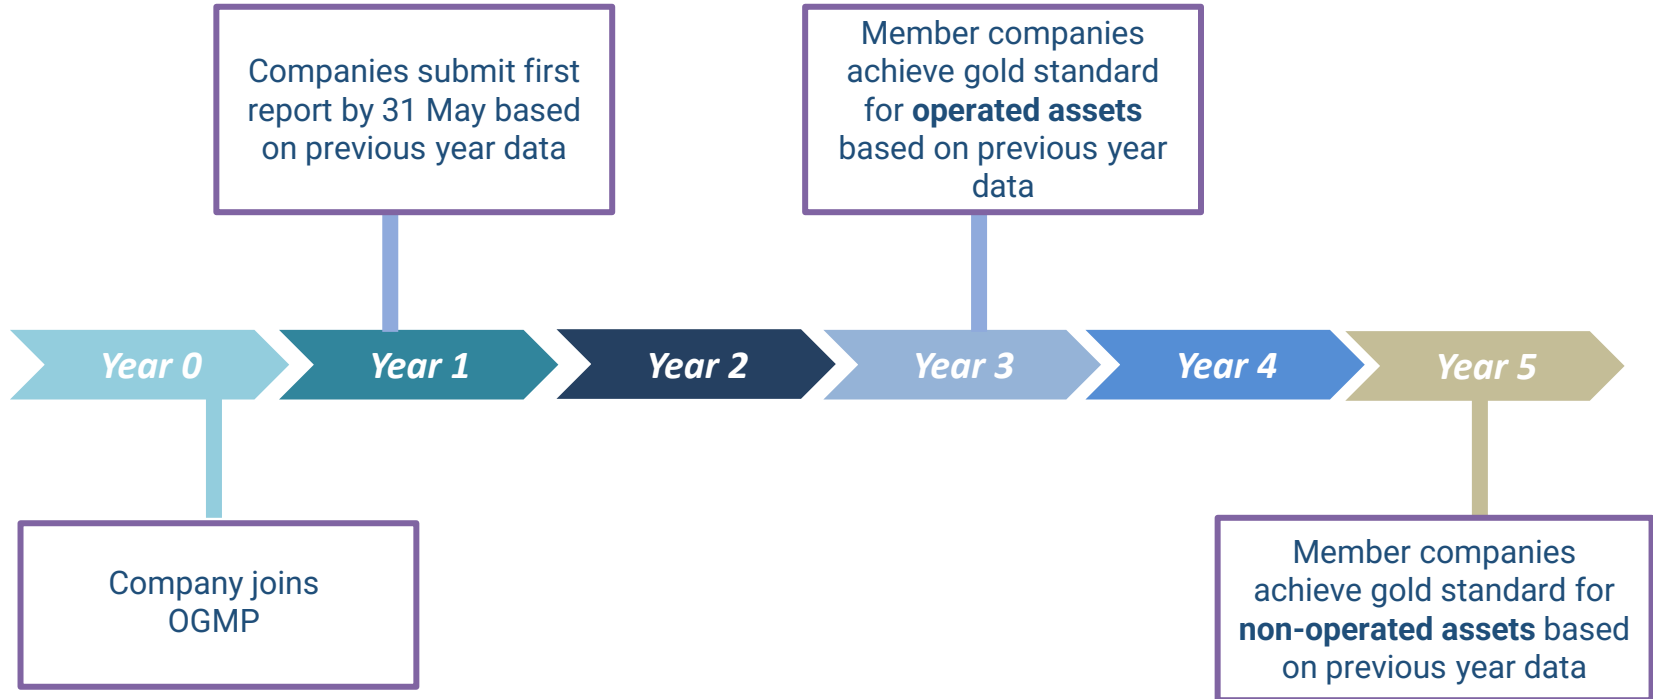 Companies submit first
report by 31 May based
on previous year data
Member companies
achieve gold standard
for operated assets
based on previous year
data
Year 0
Year 1
Year 2
Year 3
Year 4
Year 5
Company joins
OGMP
Member companies
achieve gold standard for
non-operated assets based
on previous year data